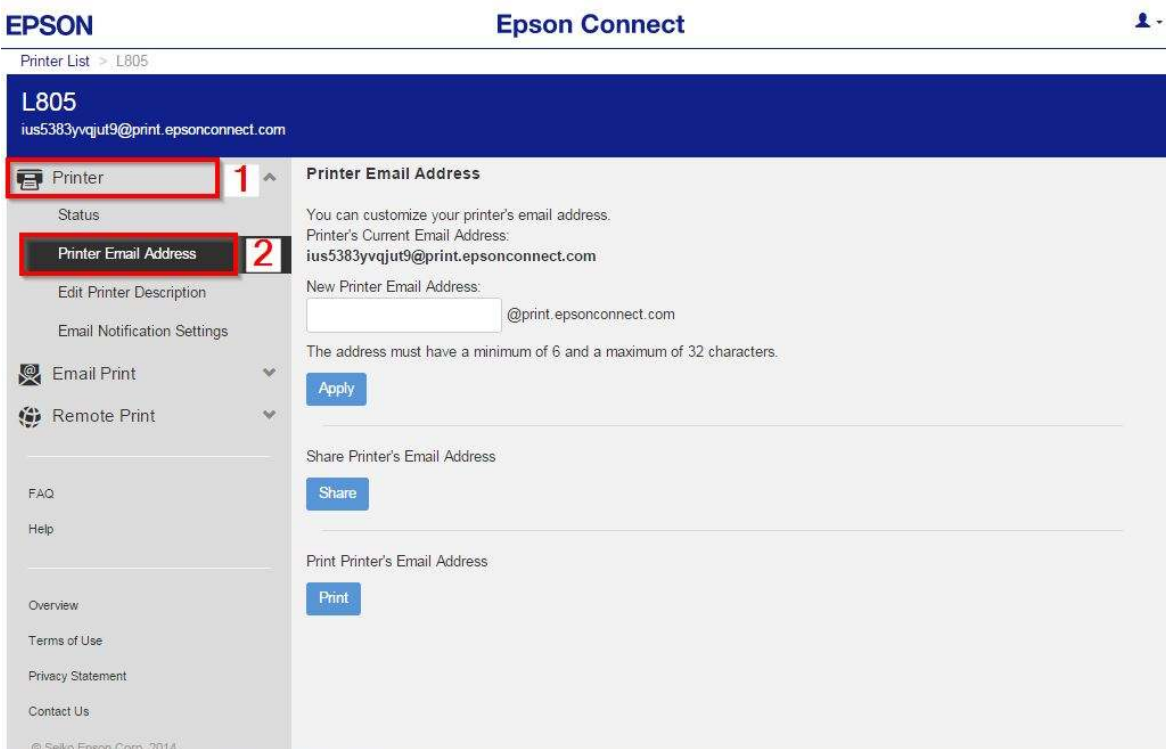 EPSON
Epson Connect
Printer List > L805
L805
ius5383yvqjut9@print.epsonconnect.com
Printer
1
Status
Printer Email Address
2
Edit Printer Description
Email Notification Settings
Email Print
Remote Print
FAQ
Help
Overview
Terms of Use
Privacy Statement
Contact Us
© Seiko Epson Corp. 2014
Printer Email Address
You can customize your printer's email address.
Printer's Current Email Address:
ius5383yvqjut9@print.epsonconnect.com
New Printer Email Address:
@print.epsonconnect.com
The address must have a minimum of 6 and a maximum of 32 characters.
Apply
Share Printer's Email Address
Share
Print Printer's Email Address
Print